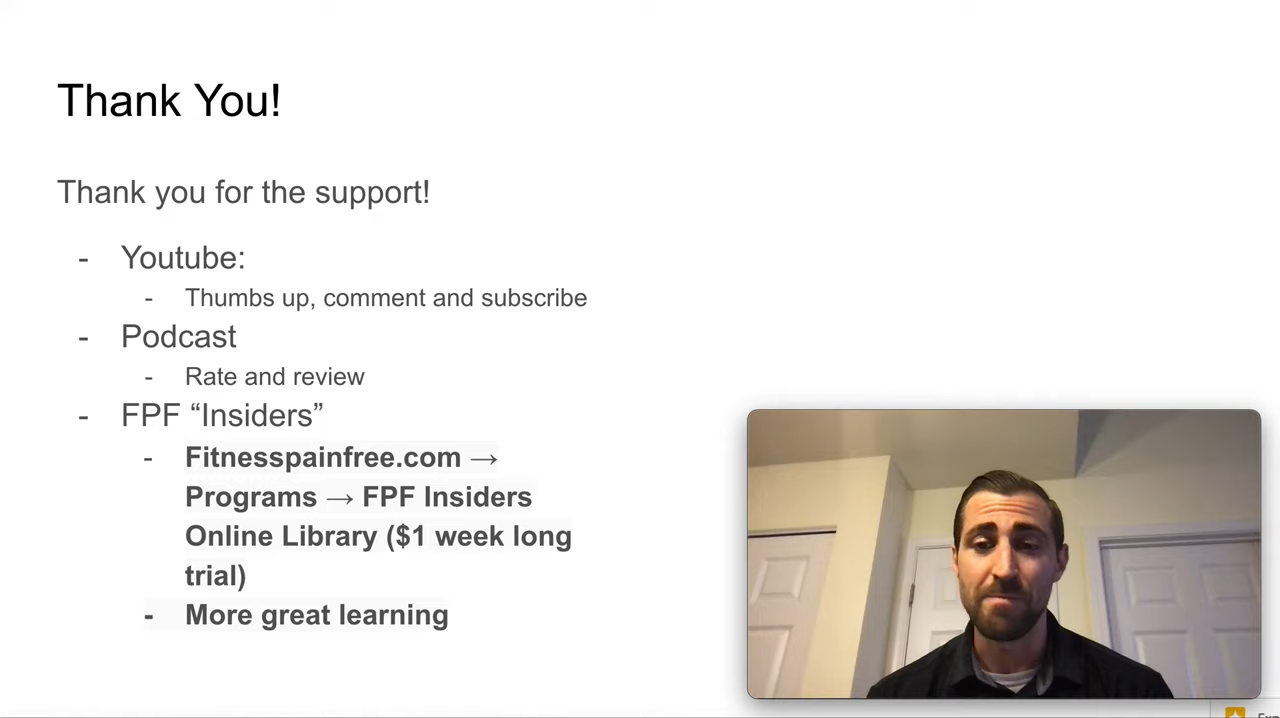 Thank You!
Thank you for the support!
- Youtube:
- Thumbs up, comment and subscribe
- Podcast
- Rate and review
- FPF “Insiders”
- Fitnesspainfree.com →
Programs → FPF Insiders
Online Library ($1 week long
trial)
- More great learning